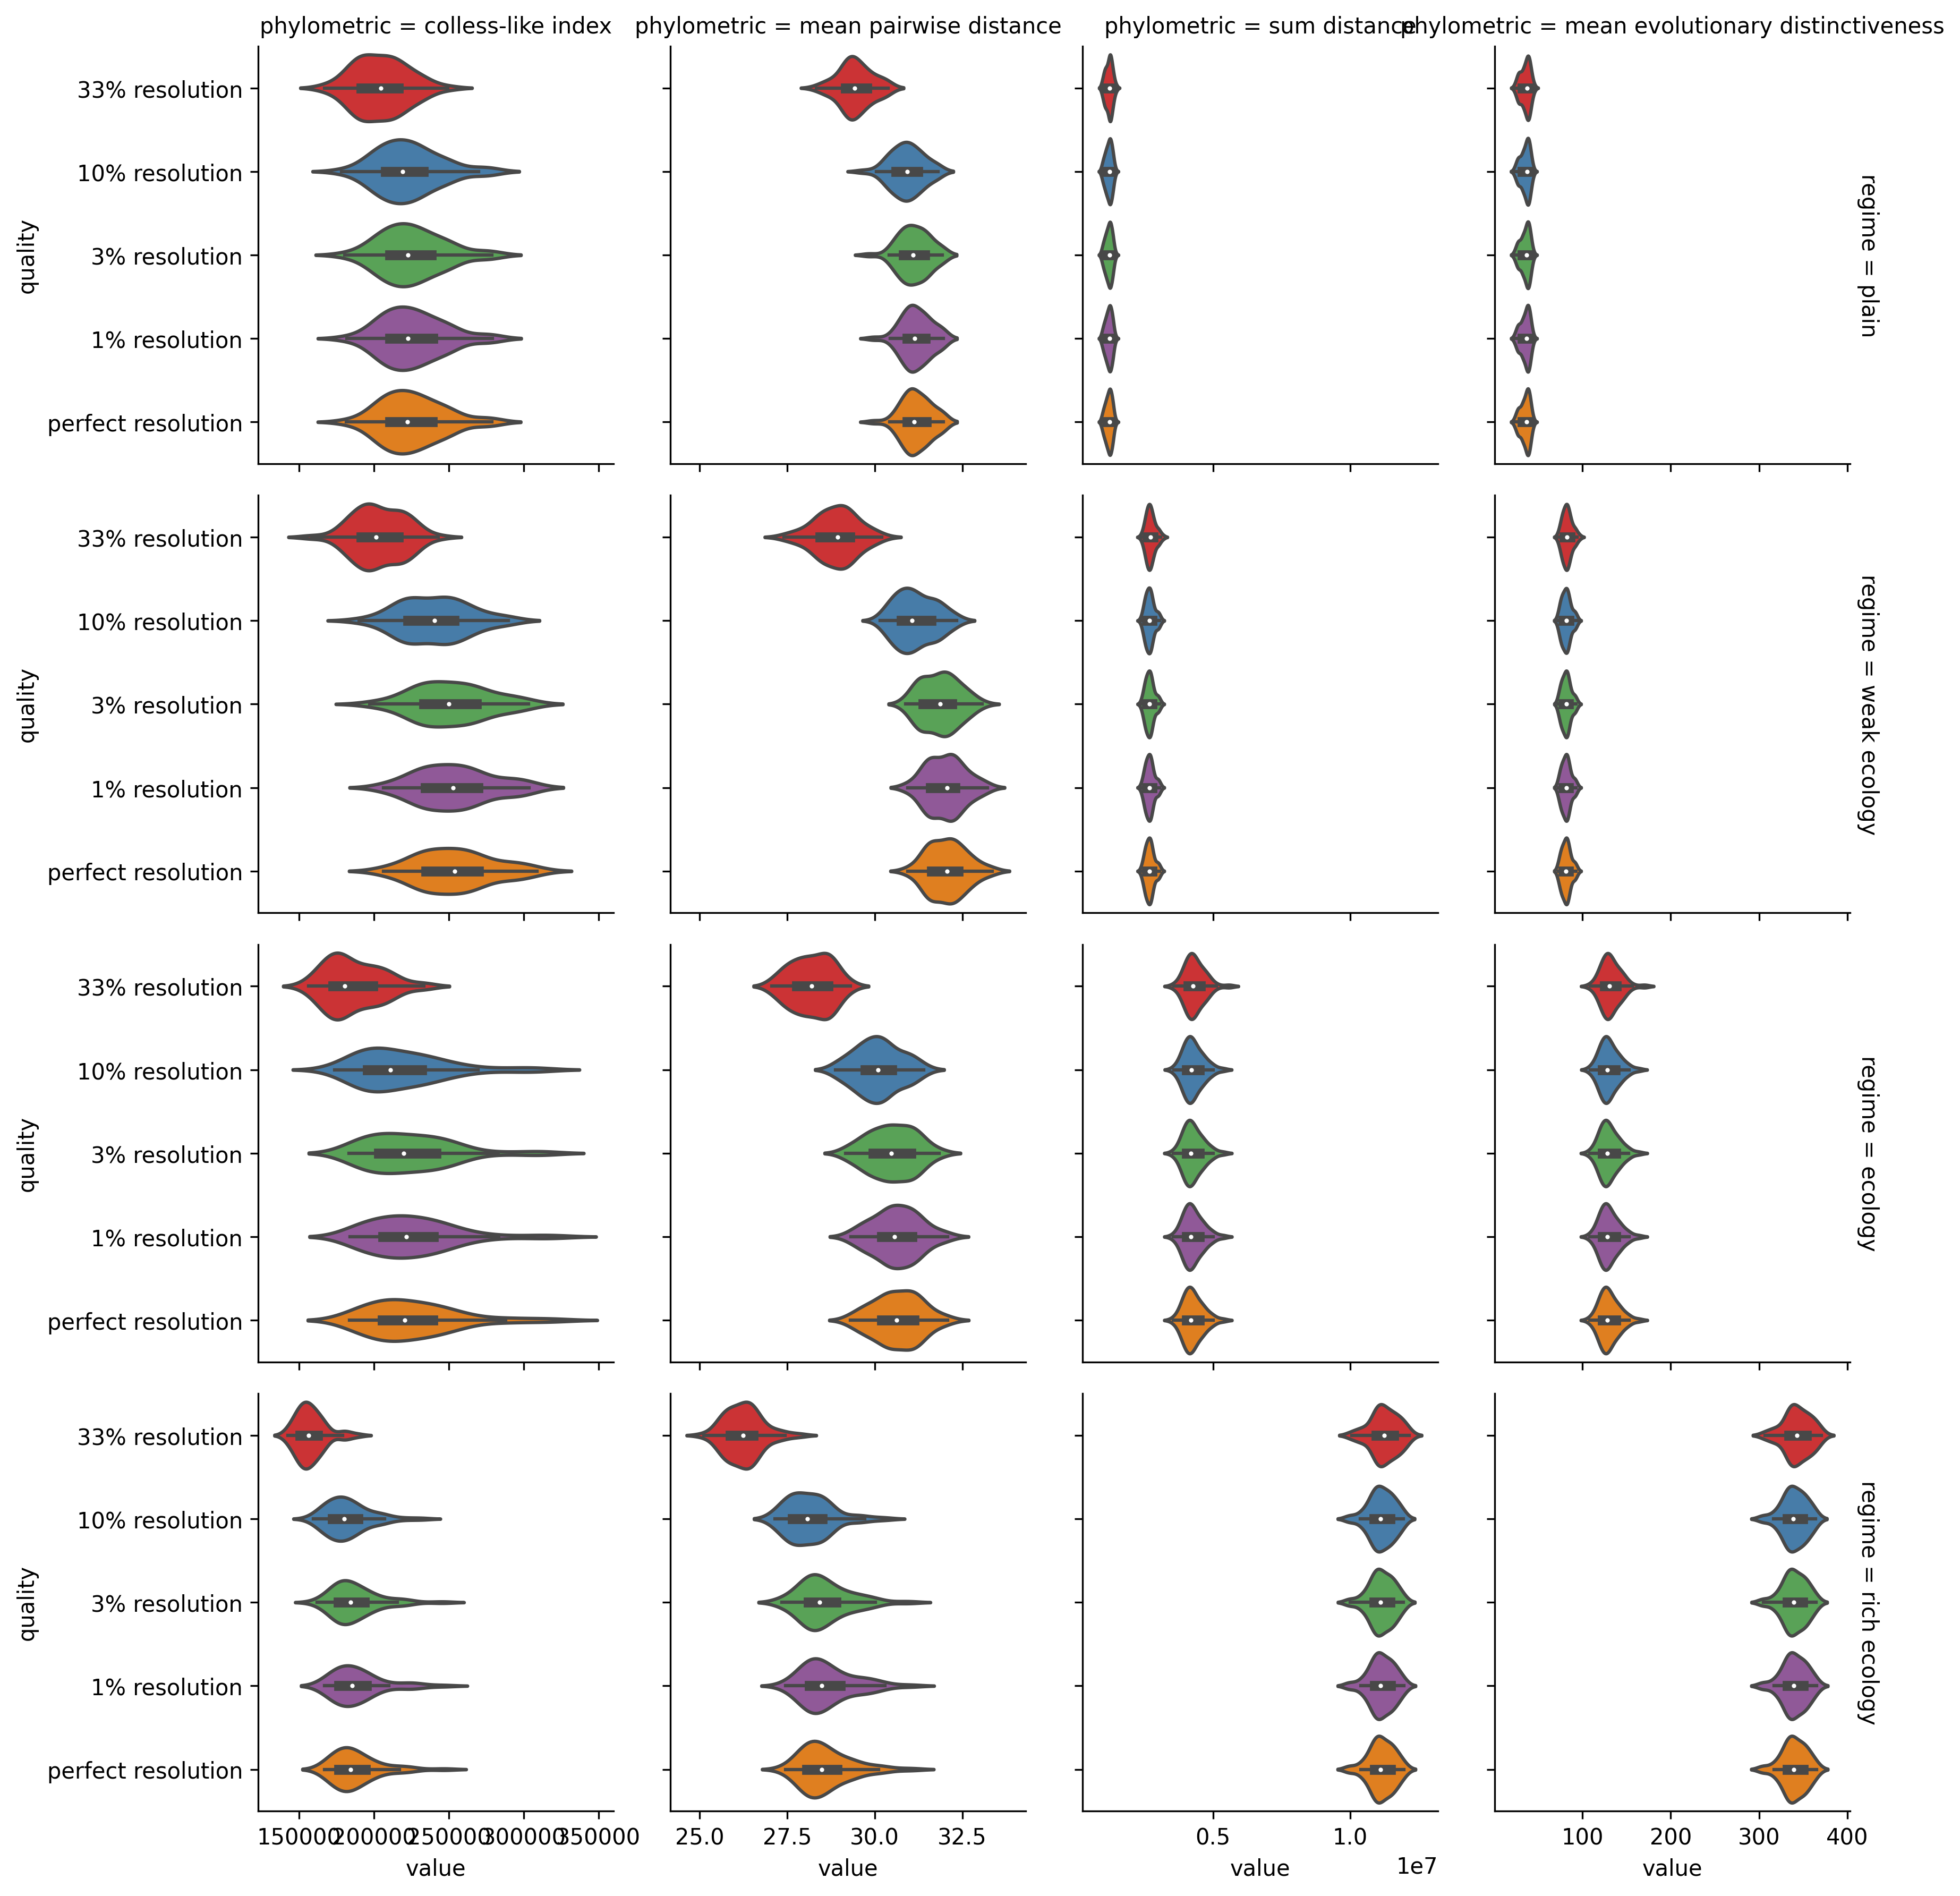 phylometric = colless-like index
phylometric = mean pairwise distance
phylometric = sum distance
phylometric = mean evolutionary distinctiveness
quality
33% resolution
10% resolution
3% resolution
1% resolution
perfect resolution
regime = plain
quality
33% resolution
10% resolution
3% resolution
1% resolution
perfect resolution
regime = weak ecology
quality
33% resolution
10% resolution
3% resolution
1% resolution
perfect resolution
regime = ecology
quality
33% resolution
10% resolution
3% resolution
1% resolution
perfect resolution
regime = rich ecology
150000 200000 250000 300000 350000
25.0 27.5 30.0 32.5
0.5 1.0
100 200 300 400
1e7
value
value
value
value